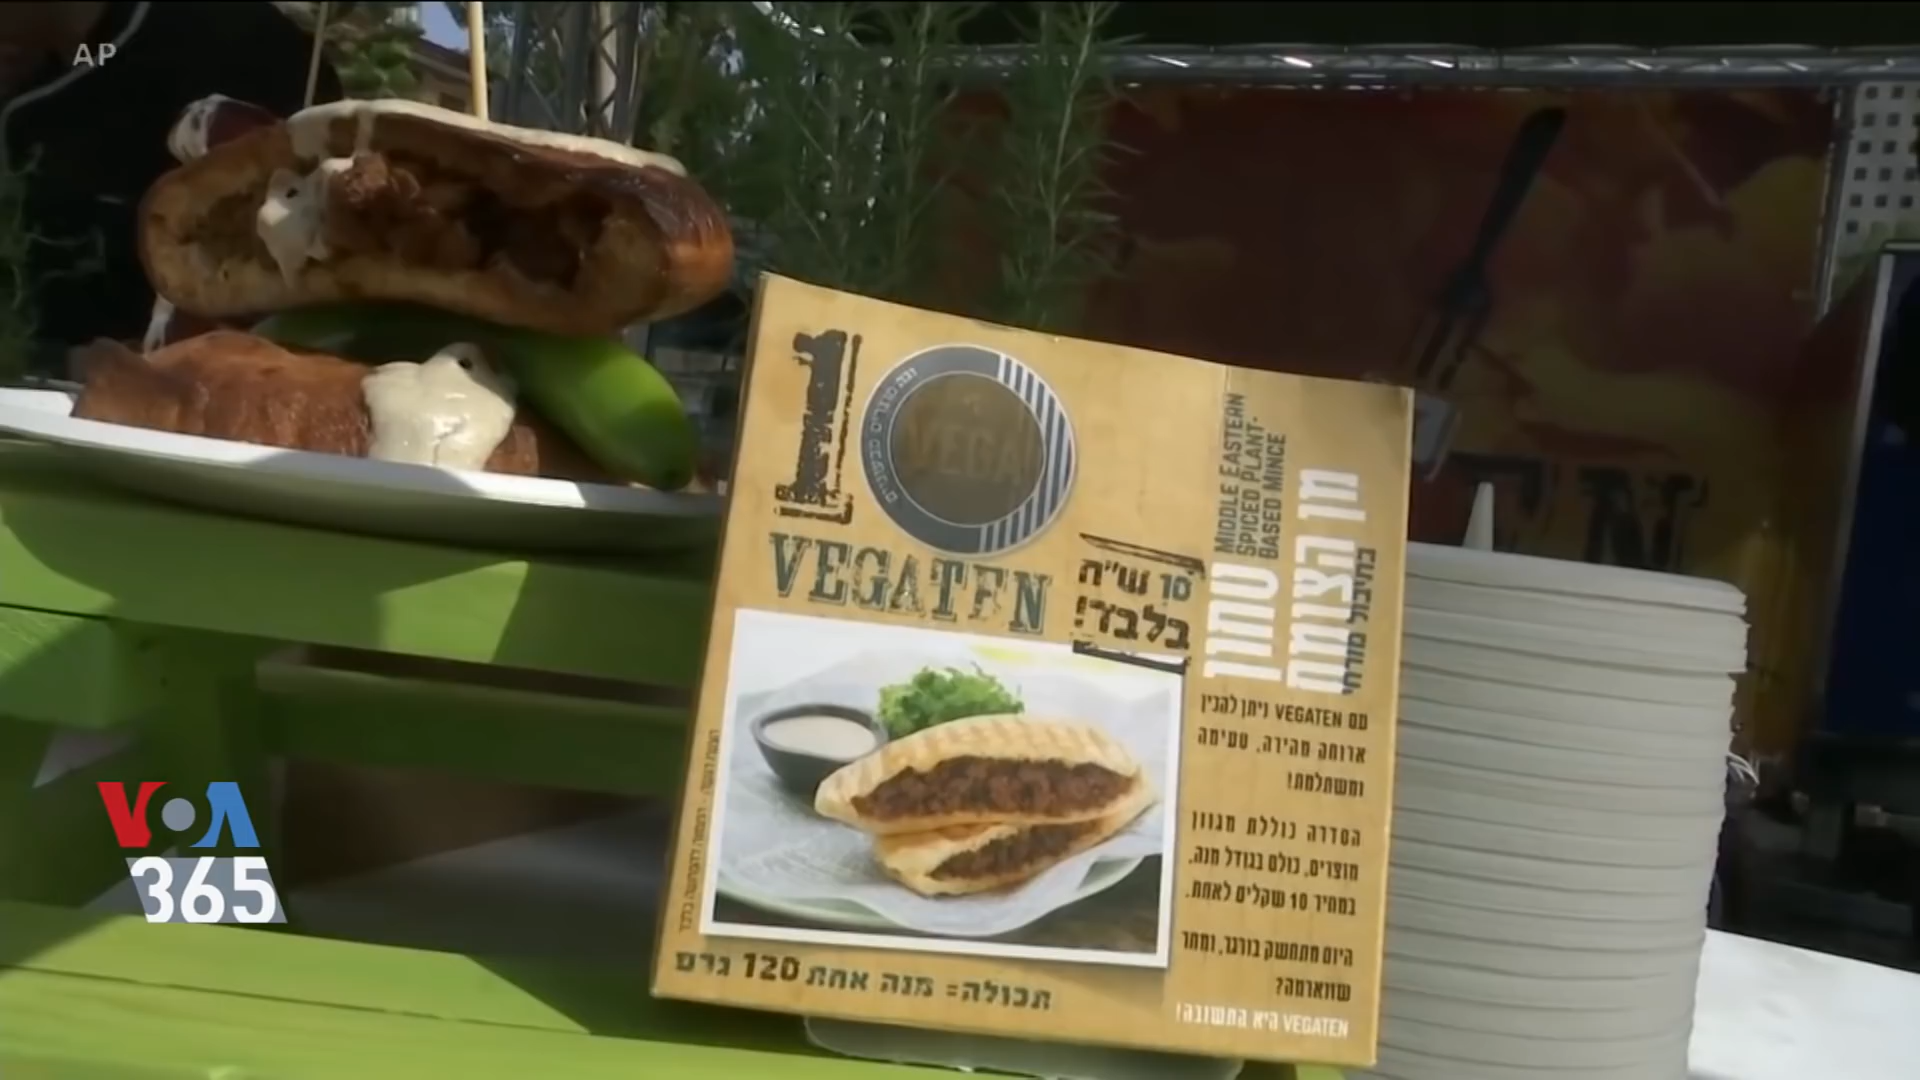 AP
1
VEGATEN
10 ש"ח
בלבד!
MIDDLE EASTERN
SPICED PLANT-
BASED MINCE
מן הצומח
בתיבול מזרחי
עם VEGATEN ניתן להכין
ארוחה מהירה, טעימה
ומשתלמת!
הסדרה כוללת מגוון
מוצרים, כולם בגודל מנה,
במחיר 10 שקלים לאחת.
היום מתחשק בורגר, ומחר
שווארמה?
VEGATEN היא התשובה!
תכולה= מנה אחת 120 גרם
VOA
365